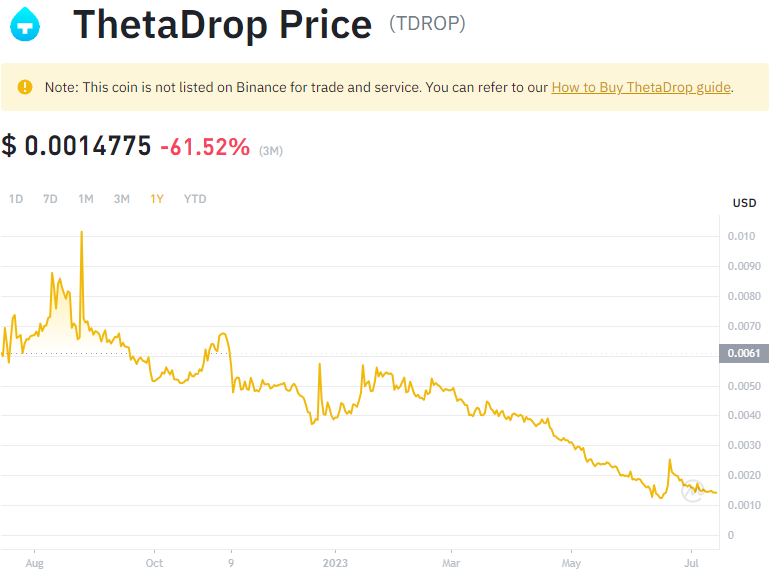 ThetaDrop Price (TDROP)
Note: This coin is not listed on Binance for trade and service. You can refer to our How to Buy ThetaDrop guide.
$ 0.0014775 -61.52% (3M)
1D 7D 1M 3M 1Y YTD
USD
0.010
0.0090
0.0080
0.0070
0.0061
0.0050
0.0040
0.0030
0.0020
0.0010
0
Aug Oct 9 2023 Mar May Jul